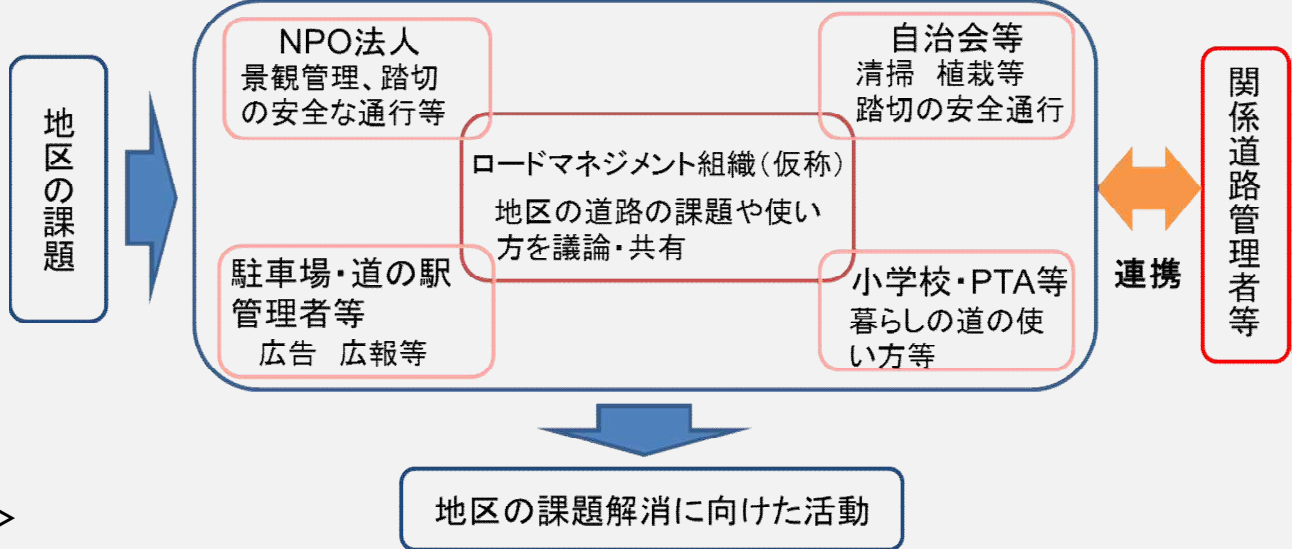 地区の課題
NPO法人
景観管理、踏切
の安全な通行等
自治会等
清掃 植栽等
踏切の安全通行
ロードマネジメント組織(仮称)
地区の道路の課題や使い
方を議論・共有
駐車場・道の駅
管理者等
広告 広報等
小学校・PTA等
暮らしの道の使
い方等
連携
関係道路管理者等
地区の課題解消に向けた活動
>